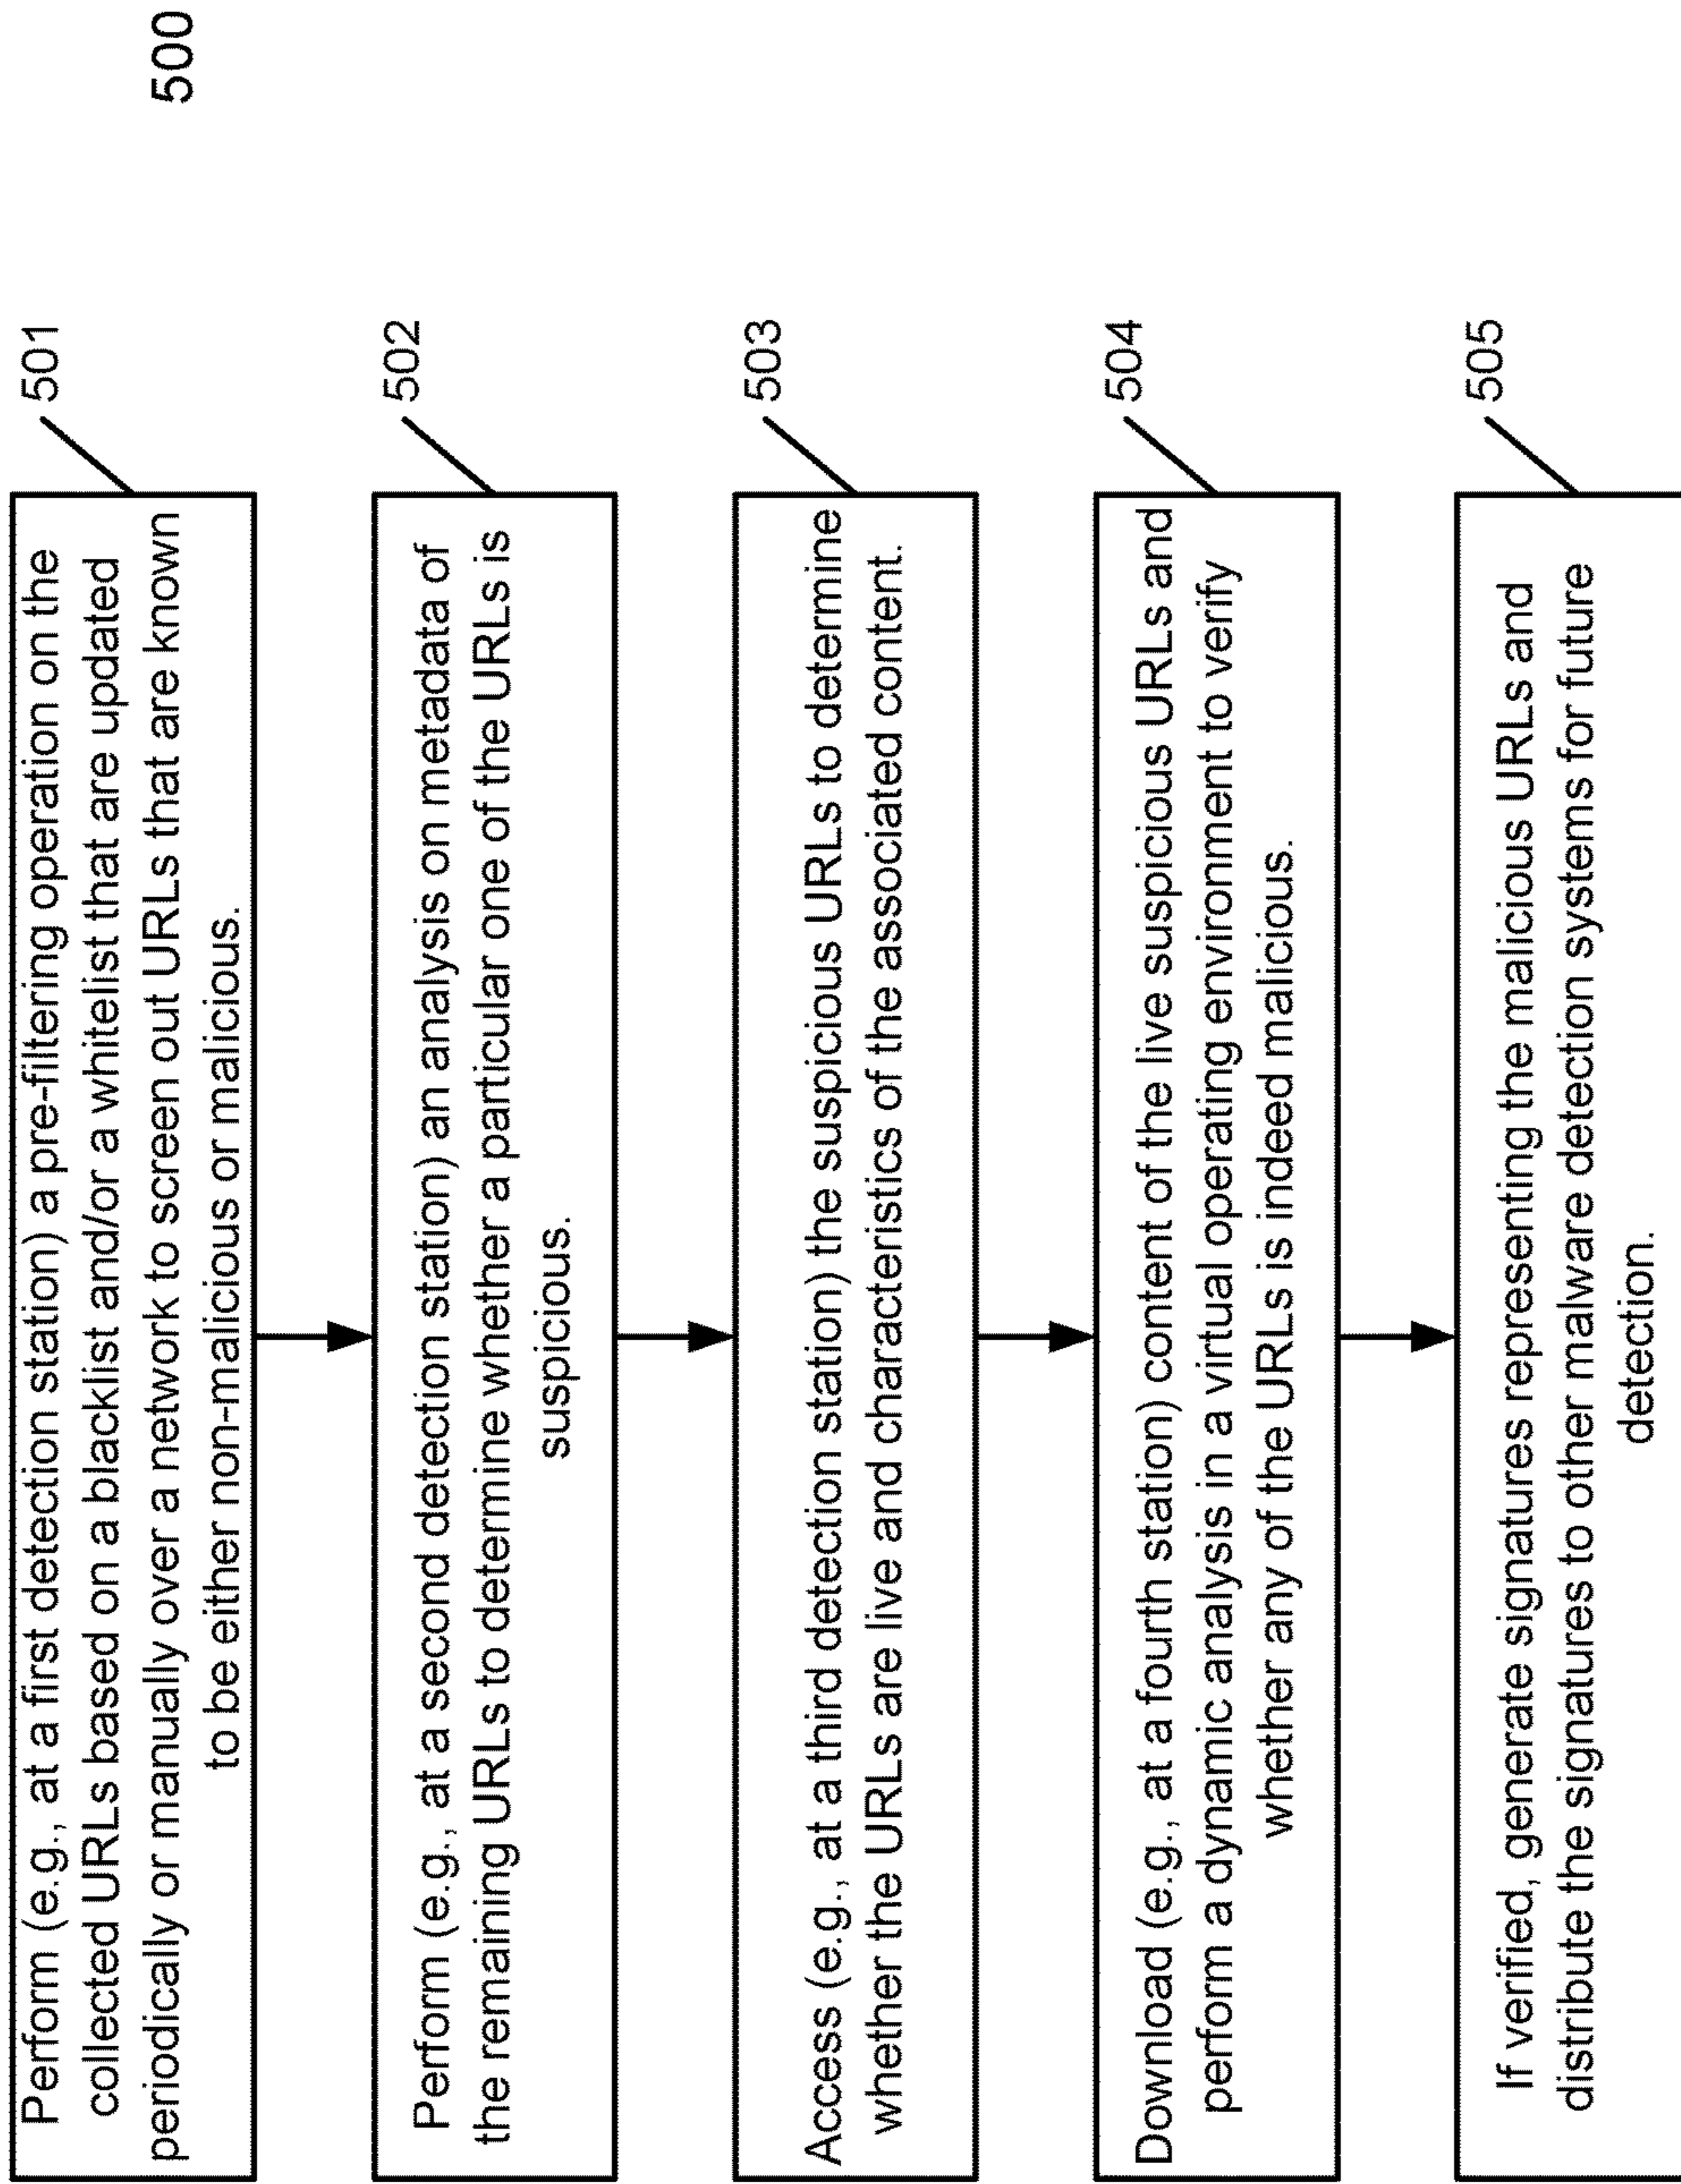 500
501
Perform (e.g., at a first detection station) a pre-filtering operation on the
collected URLs based on a blacklist and/or a whitelist that are updated
periodically or manually over a network to screen out URLs that are known
to be either non-malicious or malicious.
502
Perform (e.g., at a second detection station) an analysis on metadata of
the remaining URLs to determine whether a particular one of the URLs is
suspicious.
503
Access (e.g., at a third detection station) the suspicious URLs to determine
whether the URLs are live and characteristics of the associated content.
504
Download (e.g., at a fourth station) content of the live suspicious URLs and
perform a dynamic analysis in a virtual operating environment to verify
whether any of the URLs is indeed malicious.
505
If verified, generate signatures representing the malicious URLs and
distribute the signatures to other malware detection systems for future
detection.